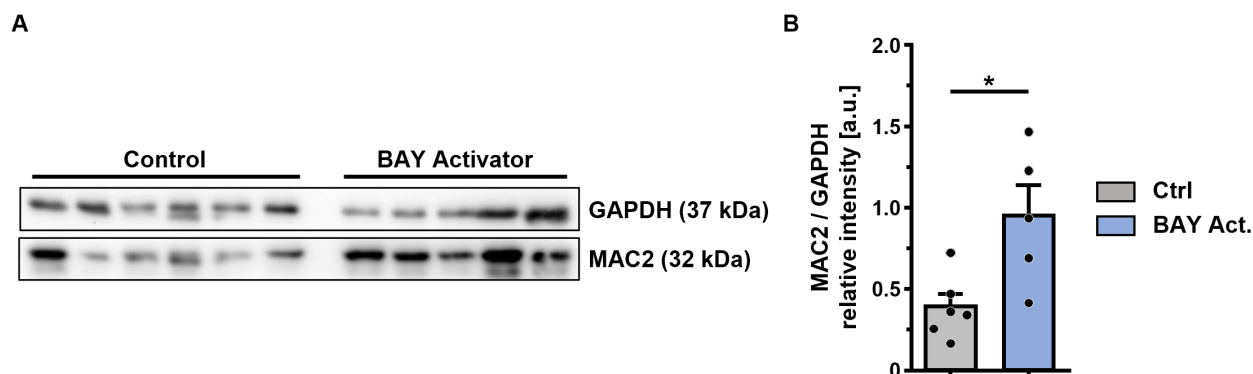 A
Control
BAY Activator
GAPDH (37 kDa)
MAC2 (32 kDa)
B
MAC2 / GAPDH
relative intensity [a.u.]
2.0
1.5
1.0
0.5
0
*
Ctrl
BAY Act.